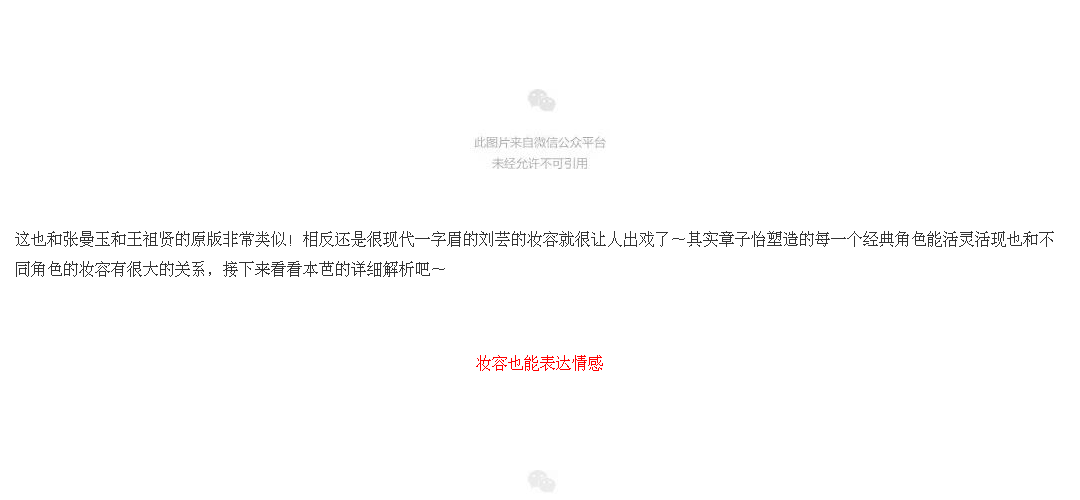 此图片来自微信公众平台
未经允许不可引用
这也和张曼玉和王祖贤的原版非常类似！相反还是很现代一字眉的刘芸的妆容就很让人出戏了～其实章子怡塑造的每一个经典角色能活灵活现也和不
同角色的妆容有很大的关系，接下来看看本芭的详细解析吧～
妆容也能表达情感